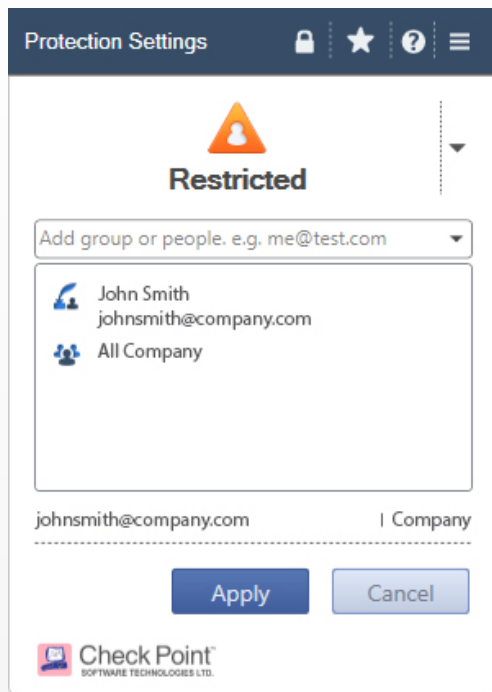 Protection Settings
Restricted
Add group or people. e.g. me@test.com
John Smith
johnsmith@company.com
All Company
johnsmith@company.com | Company
Apply Cancel
Check Point™
SOFTWARE TECHNOLOGIES LTD.